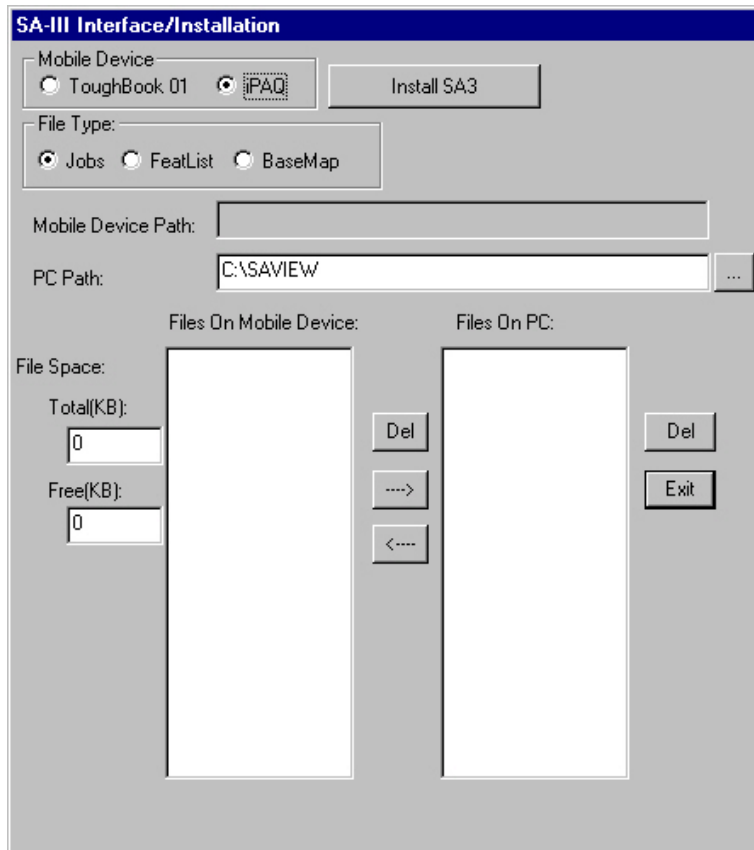 SA-III Interface/Installation
Mobile Device
ToughBook 01 iPAQ Install SA3
File Type:
Jobs FeatList BaseMap
Mobile Device Path:
PC Path: C:\SAVIEW ...
Files On Mobile Device: Files On PC:
File Space:
Total(KB):
0 Del Del
Free(KB): ----> Exit
0
<----